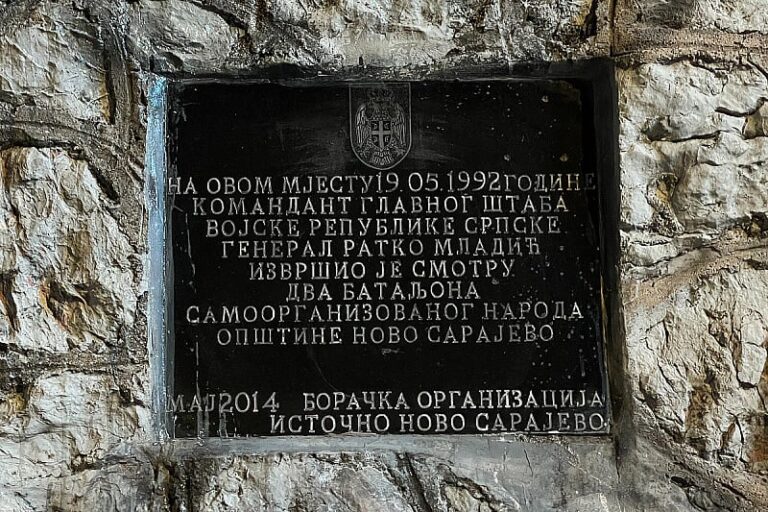 НА ОВОМ МЈЕСТУ 19.05.1992 ГОДИНЕ
КОМАНДАНТ ГЛАВНОГ ШТАБА
ВОЈСКЕ РЕПУБЛИКЕ СРПСКЕ
ГЕНЕРАЛ РАТКО МЛАДИЋ
ИЗВРШИО ЈЕ СМОТРУ
ДВА БАТАЉОНА
САМООРГАНИЗОВАНОГ НАРОДА
ОПШТИНЕ НОВО САРАЈЕВО
МАЈ 2014 БОРАЧКА ОРГАНИЗАЦИЈА
ИСТОЧНО НОВО САРАЈЕВО